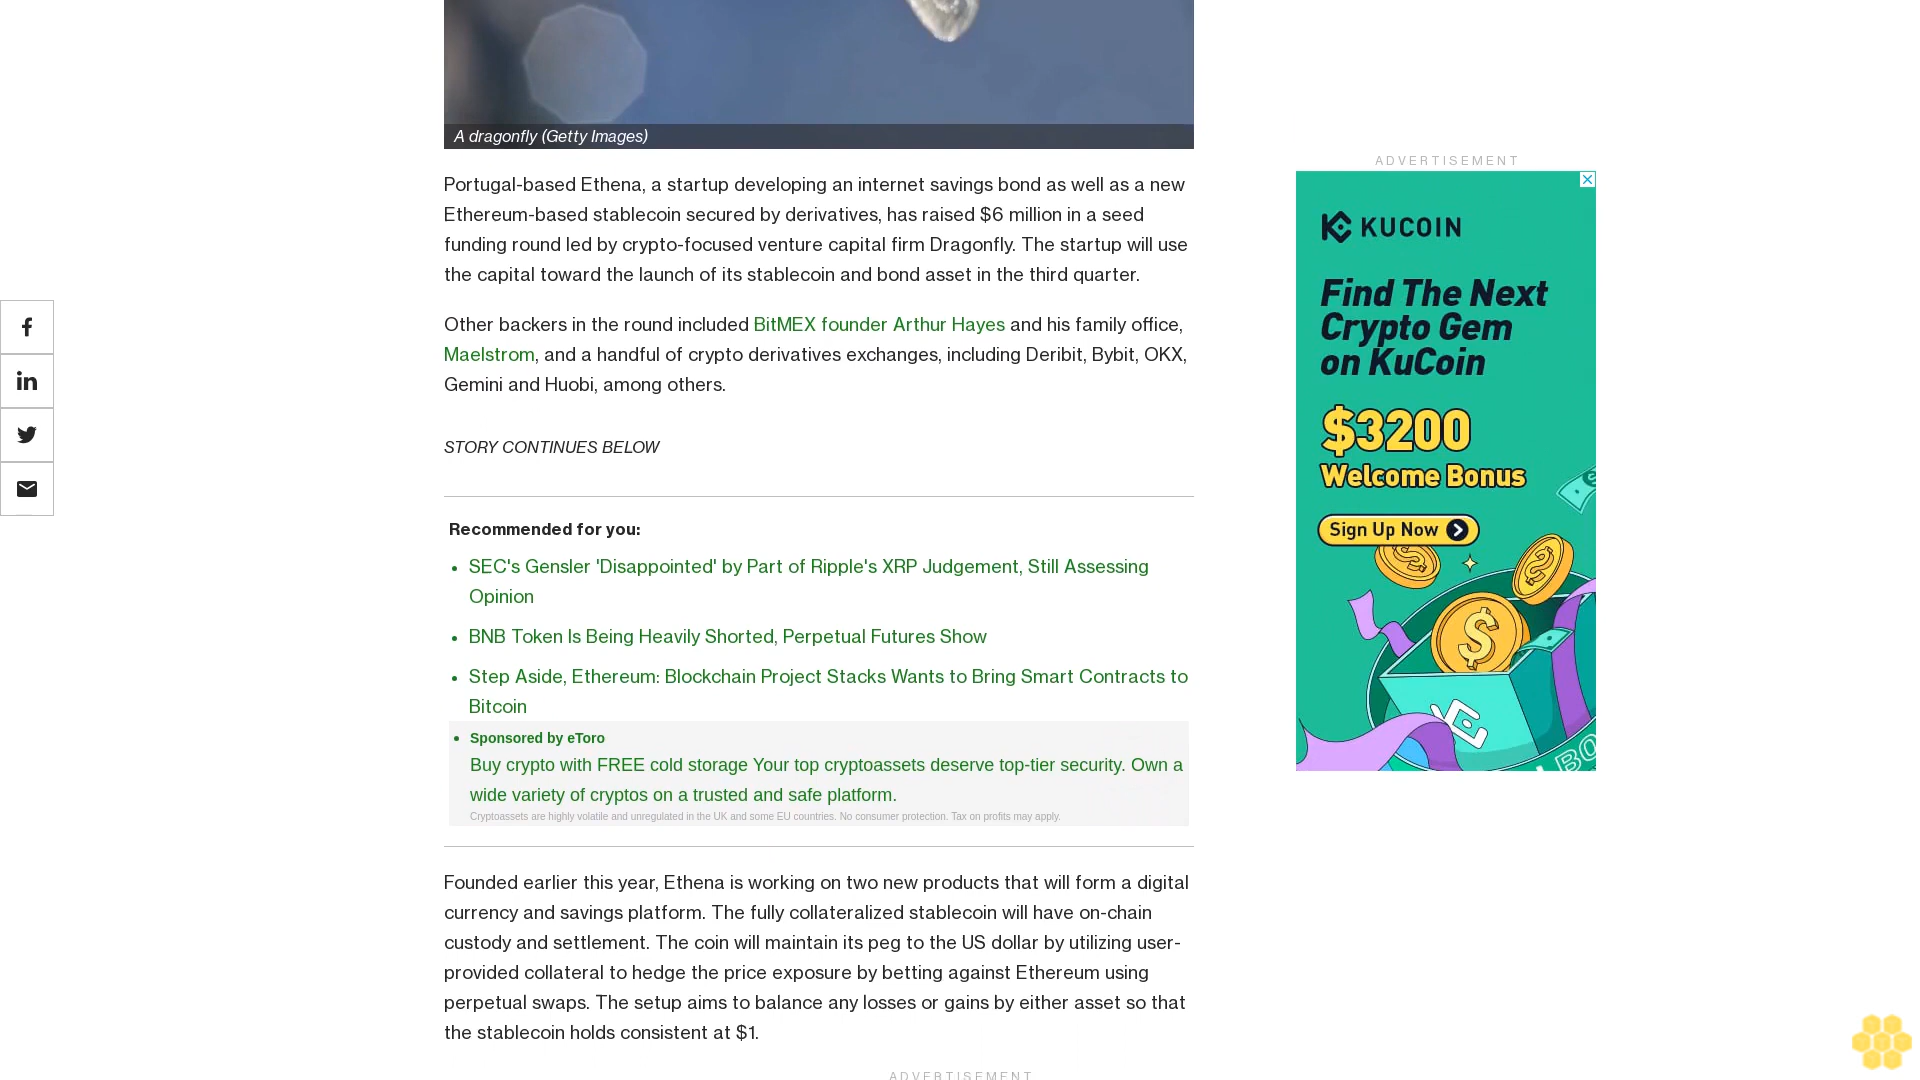 A dragonfly (Getty Images)
Portugal-based Ethena, a startup developing an internet savings bond as well as a new
Ethereum-based stablecoin secured by derivatives, has raised $6 million in a seed
funding round led by crypto-focused venture capital firm Dragonfly. The startup will use
the capital toward the launch of its stablecoin and bond asset in the third quarter.
Other backers in the round included BitMEX founder Arthur Hayes and his family office,
Maelstrom, and a handful of crypto derivatives exchanges, including Deribit, Bybit, OKX,
Gemini and Huobi, among others.
STORY CONTINUES BELOW
Recommended for you:
• SEC's Gensler 'Disappointed' by Part of Ripple's XRP Judgement, Still Assessing
Opinion
• BNB Token Is Being Heavily Shorted, Perpetual Futures Show
• Step Aside, Ethereum: Blockchain Project Stacks Wants to Bring Smart Contracts to
Bitcoin
• Sponsored by eToro
Buy crypto with FREE cold storage Your top cryptoassets deserve top-tier security. Own a
wide variety of cryptos on a trusted and safe platform.
Cryptoassets are highly volatile and unregulated in the UK and some EU countries. No consumer protection. Tax on profits may apply.
Founded earlier this year, Ethena is working on two new products that will form a digital
currency and savings platform. The fully collateralized stablecoin will have on-chain
custody and settlement. The coin will maintain its peg to the US dollar by utilizing user-
provided collateral to hedge the price exposure by betting against Ethereum using
perpetual swaps. The setup aims to balance any losses or gains by either asset so that
the stablecoin holds consistent at $1.
ADVERTISEMENT
ADVERTISEMENT
KUCOIN
Find The Next
Crypto Gem
on KuCoin
$3200
Welcome Bonus
Sign Up Now